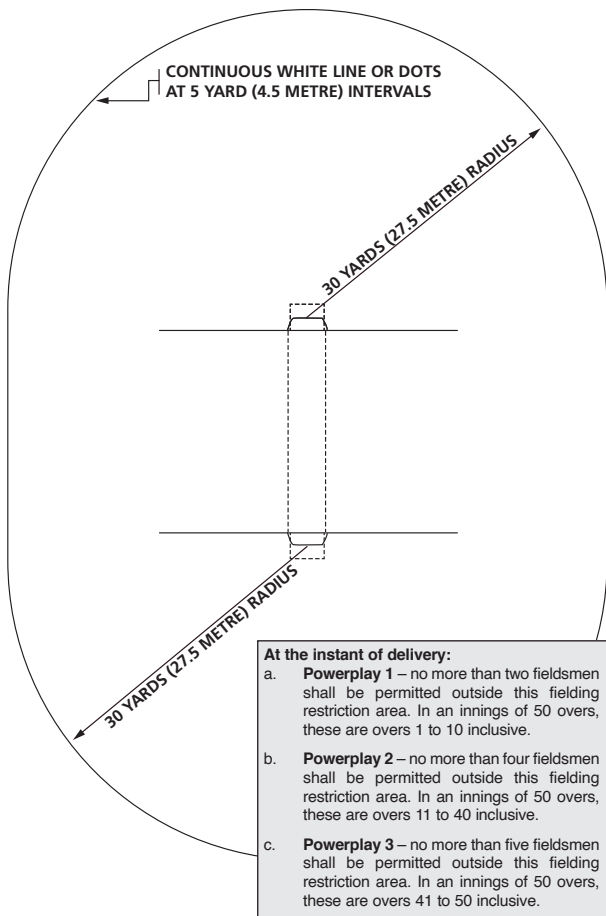 CONTINUOUS WHITE LINE OR DOTS
AT 5 YARD (4.5 METRE) INTERVALS
30 YARDS (27.5 METRE) RADIUS
30 YARDS (27.5 METRE) RADIUS
At the instant of delivery:
a. Powerplay 1 – no more than two fieldsmen
shall be permitted outside this fielding
restriction area. In an innings of 50 overs,
these are overs 1 to 10 inclusive.
b. Powerplay 2 – no more than four fieldsmen
shall be permitted outside this fielding
restriction area. In an innings of 50 overs,
these are overs 11 to 40 inclusive.
c. Powerplay 3 – no more than five fieldsmen
shall be permitted outside this fielding
restriction area. In an innings of 50 overs,
these are overs 41 to 50 inclusive.